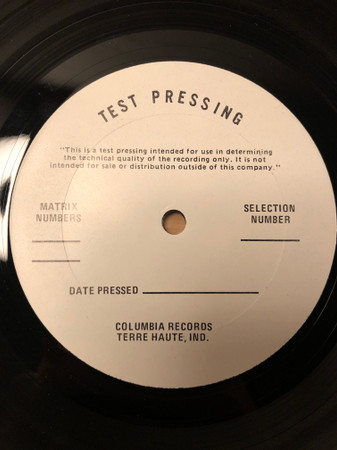 TEST PRESSING
"This is a test pressing intended for use in determining
the technical quality of the recording only. It is not
intended for sale or distribution outside of this company."
MATRIX
NUMBERS
SELECTION
NUMBER
DATE PRESSED
COLUMBIA RECORDS
TERRE HAUTE, IND.